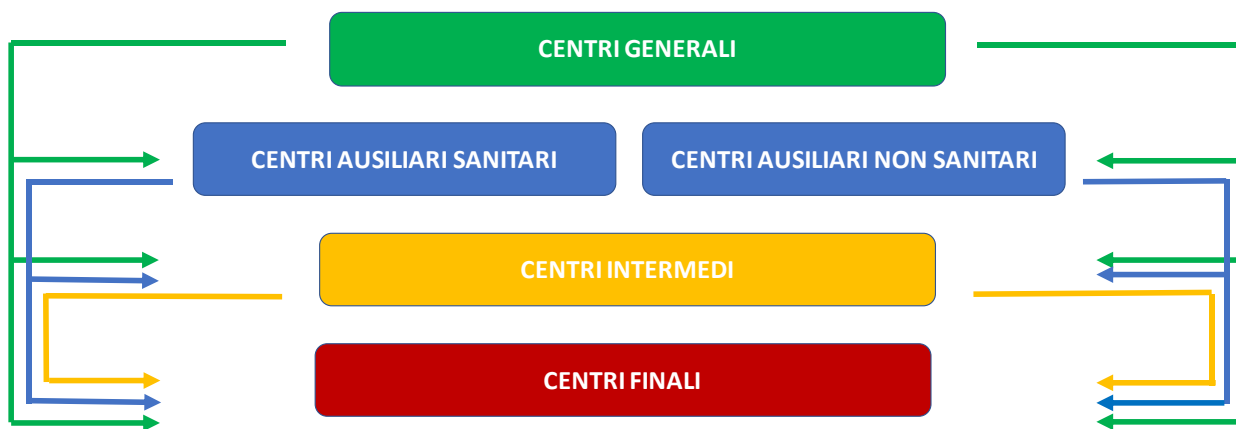 CENTRI GENERALI
CENTRI AUSILIARI SANITARI
CENTRI AUSILIARI NON SANITARI
CENTRI INTERMEDI
CENTRI FINALI